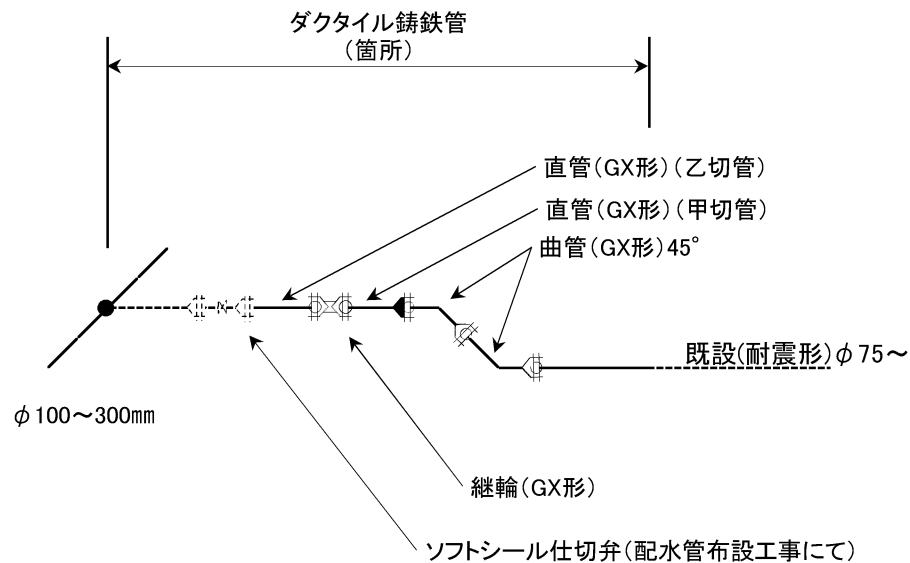 ダクタイル鋳鉄管
(箇所)
直管(GX形)(乙切管)
直管(GX形)(甲切管)
曲管(GX形)45°
既設(耐震形)φ75～
φ100～300㎜
継輪(GX形)
ソフトシール仕切弁(配水管布設工事にて)